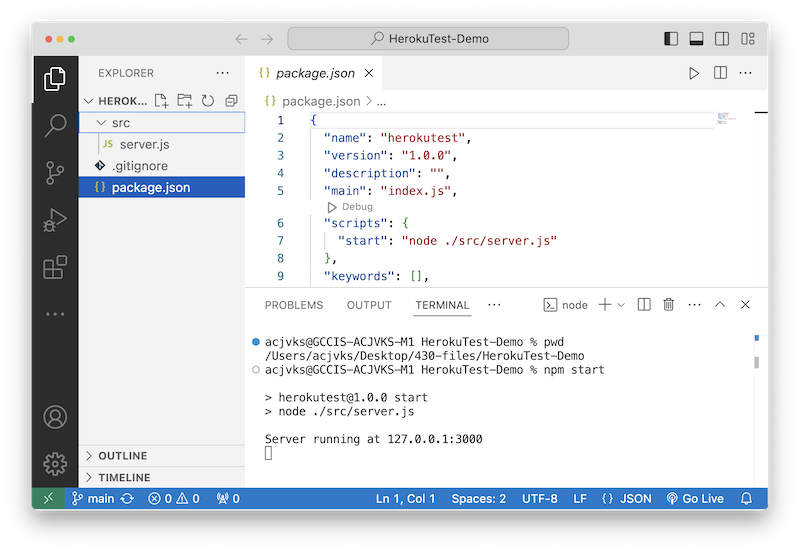 HerokuTest-Demo
EXPLORER
HEROK...
src
JS server.js
.gitignore
{} package.json
OUTLINE
TIMELINE
{} package.json
{} package.json > ...
1 {
2 "name": "herokutest",
3 "version": "1.0.0",
4 "description": "",
5 "main": "index.js",
Debug
6 "scripts": {
7 "start": "node ./src/server.js"
8 },
9 "keywords": [],
PROBLEMS OUTPUT TERMINAL ... node
acjvks@GCCIS-ACJVKS-M1 HerokuTest-Demo % pwd
/Users/acjvks/Desktop/430-files/HerokuTest-Demo
acjvks@GCCIS-ACJVKS-M1 HerokuTest-Demo % npm start
> herokutest@1.0.0 start
> node ./src/server.js
Server running at 127.0.0.1:3000
main 0 0 0 Ln 1, Col 1 Spaces: 2 UTF-8 LF {} JSON Go Live